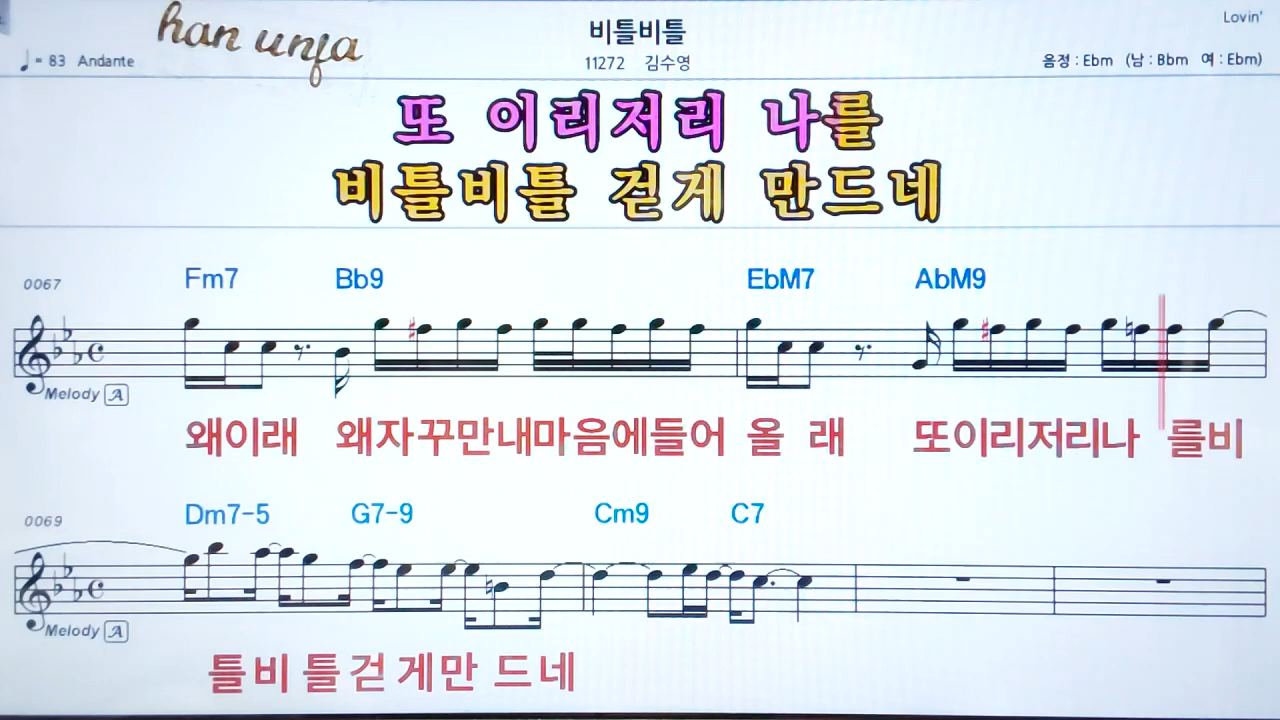 han unja
비틀비틀
Lovin'
♩= 83 Andante
11272 김수영
음정 : Ebm (남 : Bbm 여 : Ebm)
또 이리저리 나를
비틀비틀 걷게 만드네
0067
Fm7 Bb9 EbM7 AbM9
Melody A
왜이래 왜자꾸만내마음에들어 올 래 또이리저리나 를비
0069
Dm7-5 G7-9 Cm9 C7
Melody A
틀비틀걷게만 드네